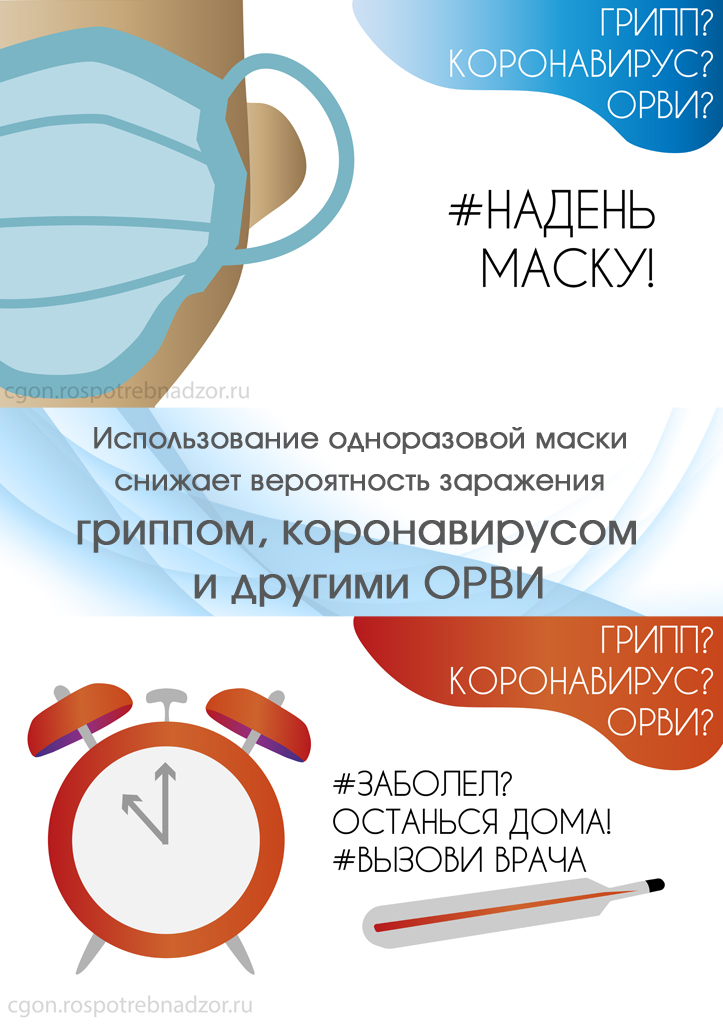 ГРИПП?
КОРОНАВИРУС?
ОРВИ?
#НАДЕНЬ
МАСКУ!
cgon.rospotrebnadzor.ru
Использование одноразовой маски
снижает вероятность заражения
гриппом, коронавирусом
и другими ОРВИ
ГРИПП?
КОРОНАВИРУС?
ОРВИ?
#ЗАБОЛЕЛ?
ОСТАНЬСЯ ДОМА!
#ВЫЗОВИ ВРАЧА
cgon.rospotrebnadzor.ru